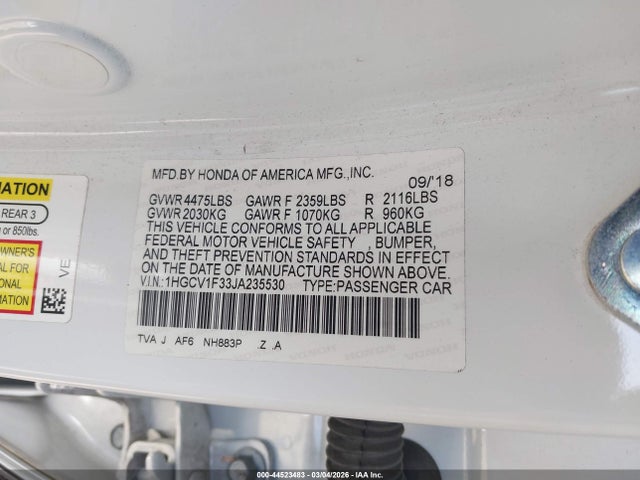 MATION
REAR 3
or 850lbs.
OWNER'S
AL for
ONAL
RMATION
VE
MFD.BY HONDA OF AMERICA MFG.,INC.
09/'18
GVWR 4475LBS GAWR F 2359LBS R 2116LBS
GVWR 2030KG GAWR F 1070KG R 960KG
THIS VEHICLE CONFORMS TO ALL APPLICABLE
FEDERAL MOTOR VEHICLE SAFETY , BUMPER,
AND THEFT PREVENTION STANDARDS IN EFFECT
ON THE DATE OF MANUFACTURE SHOWN ABOVE.
V.I.N.:1HGCV1F33JA235530 TYPE:PASSENGER CAR
TVA J AF6 NH883P .Z .A
000-44523483 - 03/04/2026 - IAA Inc.